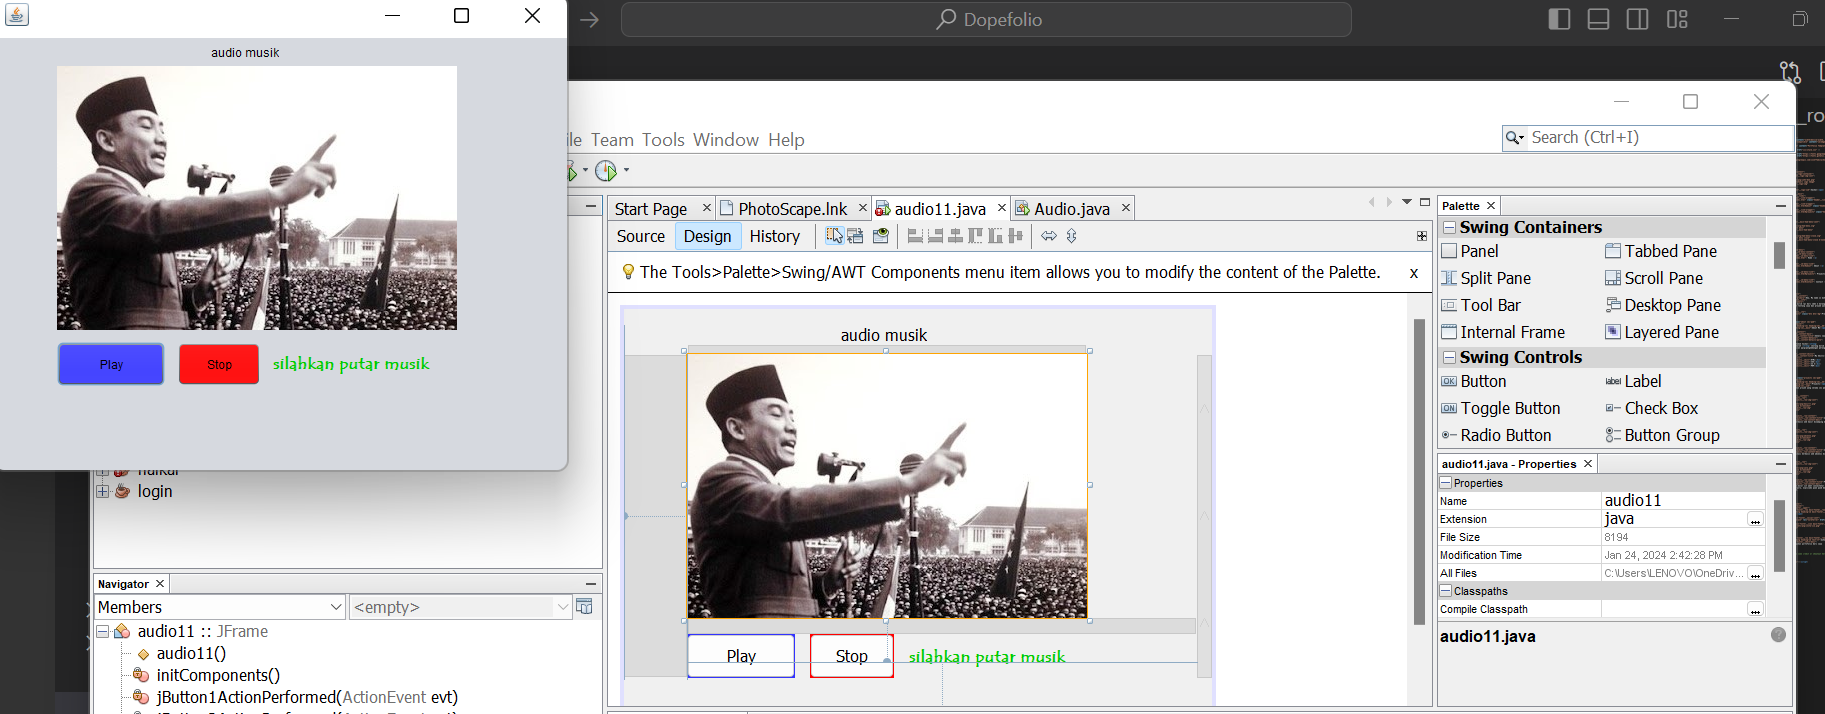 Dopefolio
audio musik
Play
Stop
silahkan putar musik
ile Team Tools Window Help
Search (Ctrl+I)
Start Page
PhotoScape.lnk
audio11.java
Audio.java
Source
Design
History
The Tools>Palette>Swing/AWT Components menu item allows you to modify the content of the Palette.
x
audio musik
Play
Stop
silahkan putar musik
login
Navigator
Members
<empty>
audio11 :: JFrame
audio11()
initComponents()
jButton1ActionPerformed(ActionEvent evt)
Palette
Swing Containers
Panel
Tabbed Pane
Split Pane
Scroll Pane
Tool Bar
Desktop Pane
Internal Frame
Layered Pane
Swing Controls
OK Button
label Label
ON Toggle Button
Check Box
Radio Button
Button Group
audio11.java - Properties
Properties
Name audio11
Extension java
File Size 8194
Modification Time Jan 24, 2024 2:42:28 PM
All Files C:\Users\LENOVO\OneDriv...
Classpaths
Compile Classpath
audio11.java
_ro